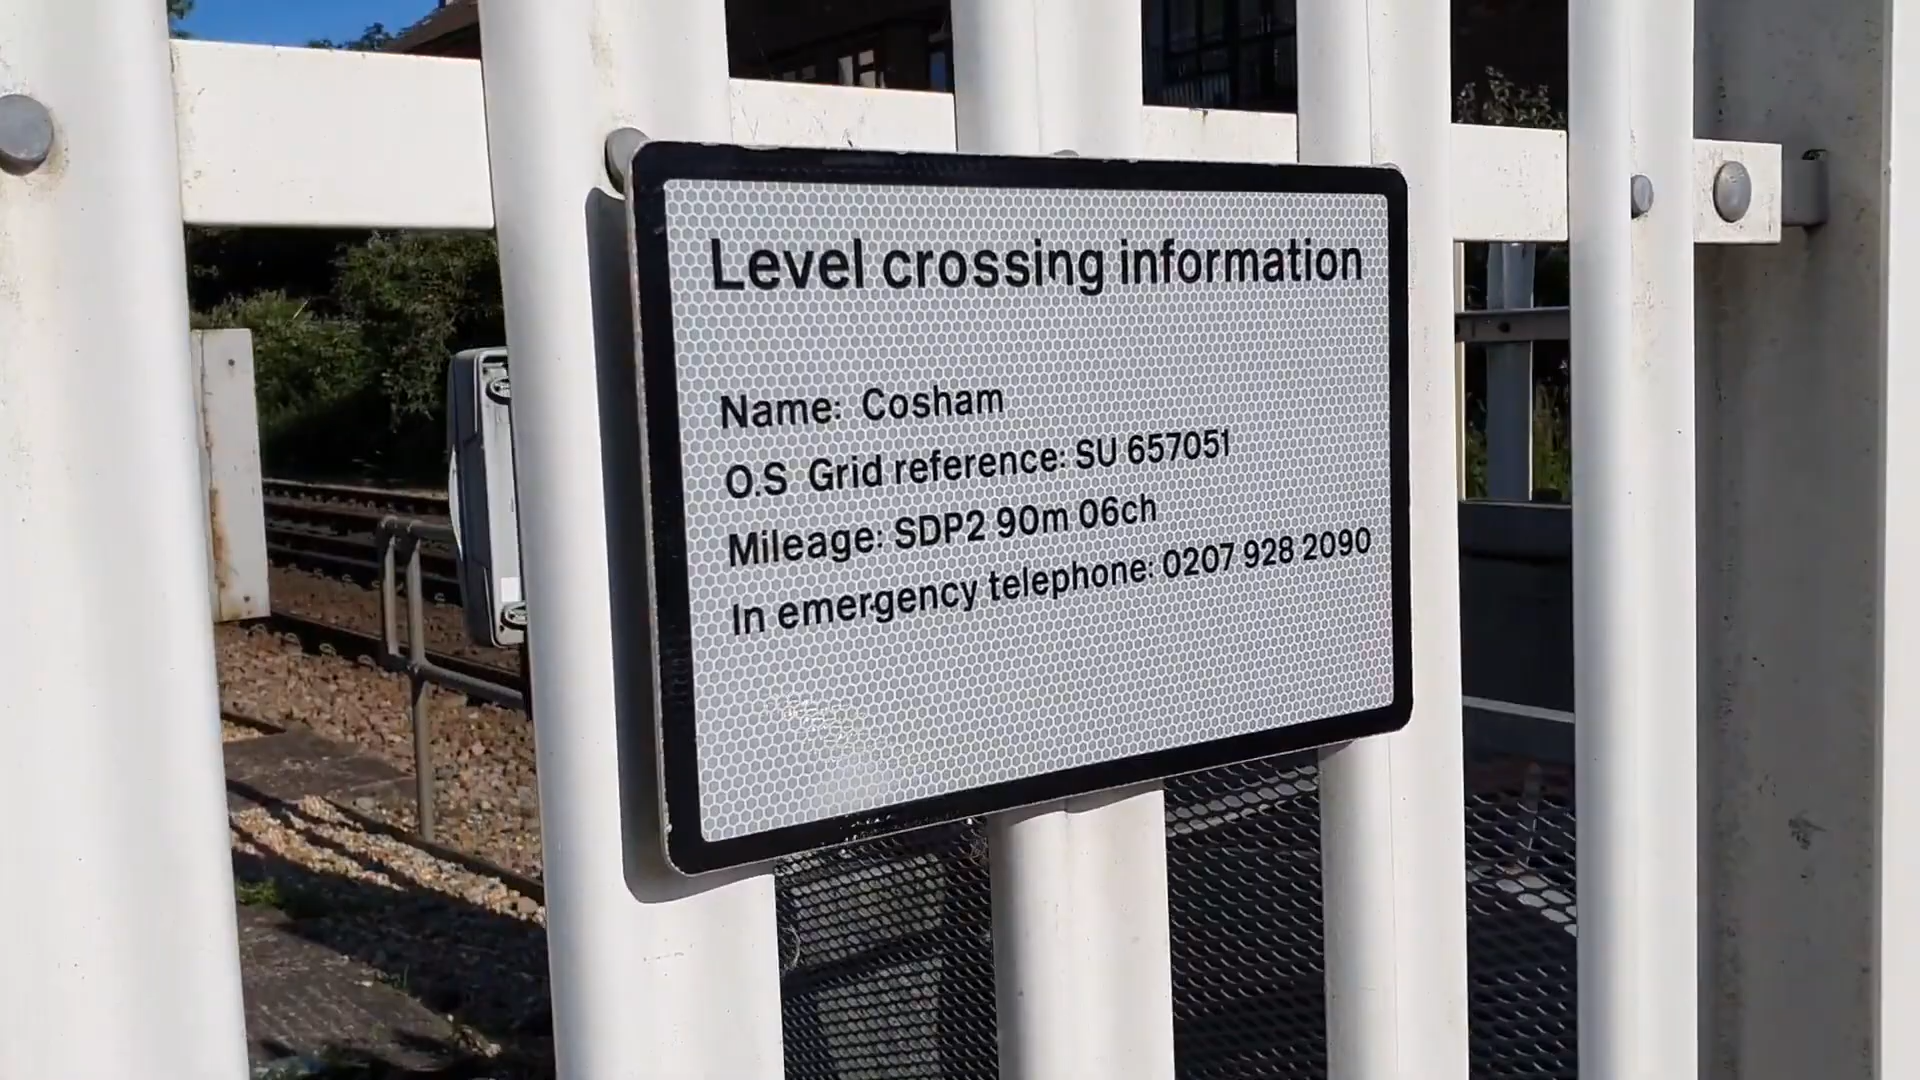 Level crossing information
Name: Cosham
O.S Grid reference: SU 657051
Mileage: SDP2 90m 06ch
In emergency telephone: 0207 928 2090